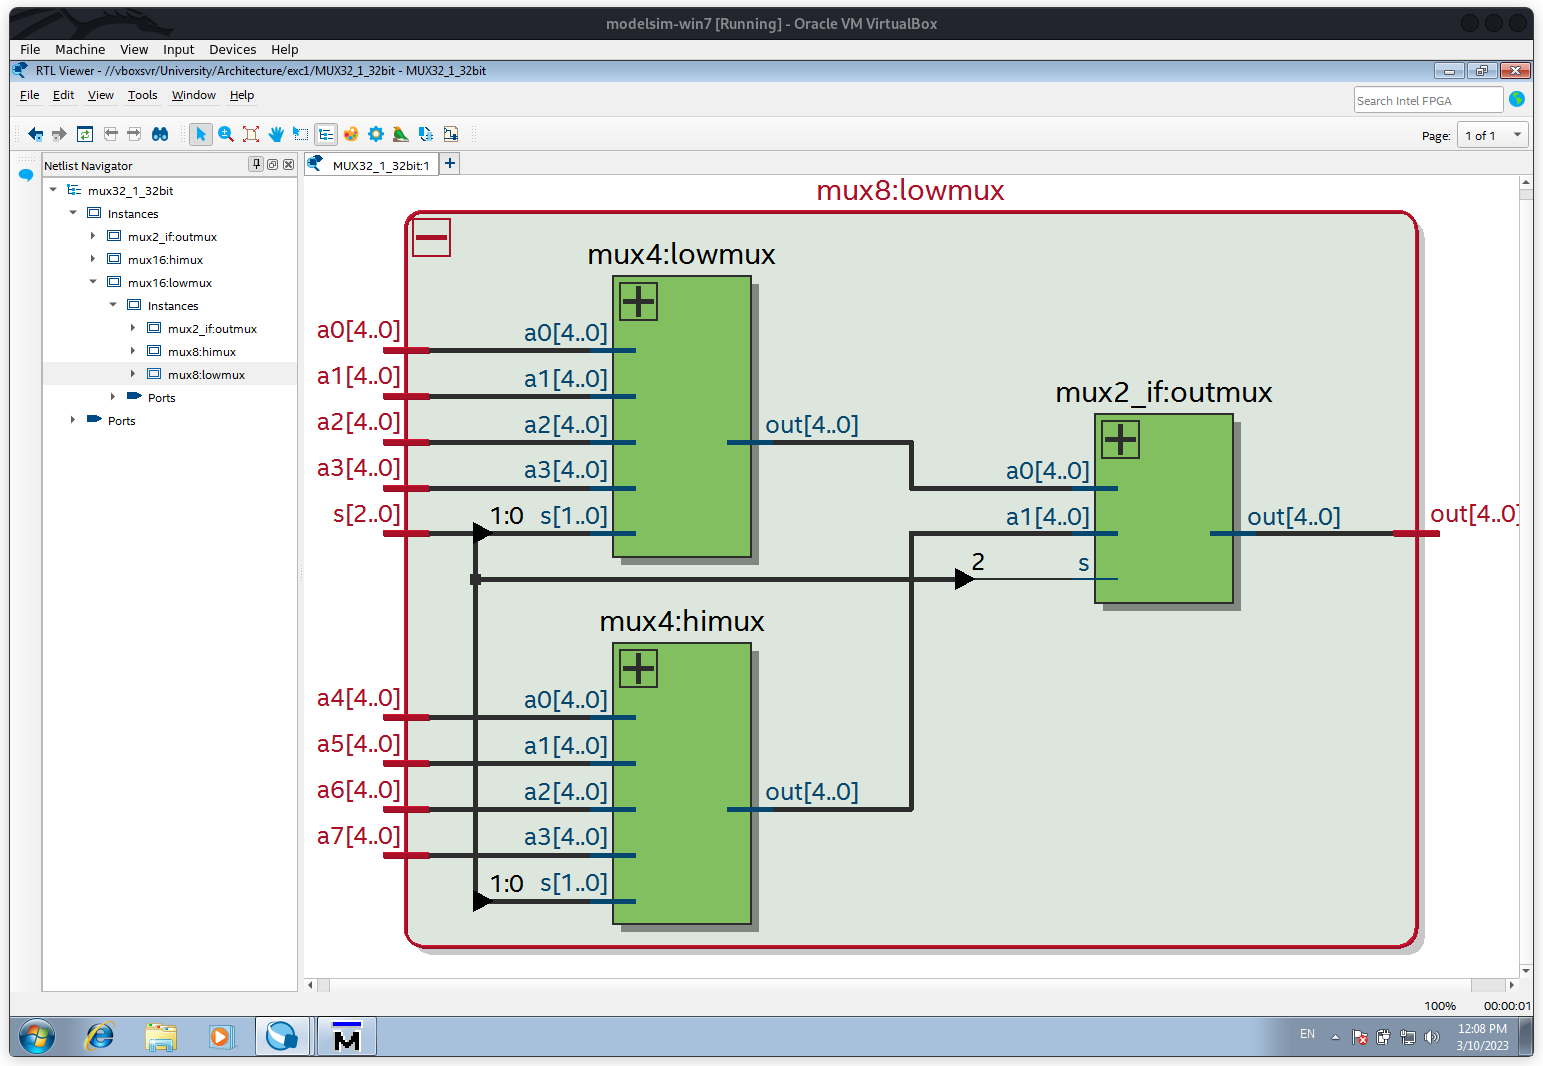 modelsim-win7 [Running] - Oracle VM VirtualBox
File Machine View Input Devices Help
RTL Viewer - //vboxsvr/University/Architecture/exc1/MUX32_1_32bit - MUX32_1_32bit
File Edit View Tools Window Help
Search Intel FPGA
Page: 1 of 1
Netlist Navigator
mux32_1_32bit
Instances
mux2_if:outmux
mux16:himux
mux16:lowmux
Instances
mux2_if:outmux
mux8:himux
mux8:lowmux
Ports
Ports
MUX32_1_32bit:1
mux8:lowmux
mux4:lowmux
a0[4..0] a0[4..0]
a1[4..0] a1[4..0]
a2[4..0] a2[4..0] out[4..0]
a3[4..0] a3[4..0]
s[2..0] 1:0 s[1..0]
mux2_if:outmux
a0[4..0]
a1[4..0] out[4..0] out[4..0]
2 s
mux4:himux
a4[4..0] a0[4..0]
a5[4..0] a1[4..0]
a6[4..0] a2[4..0] out[4..0]
a7[4..0] a3[4..0]
1:0 s[1..0]
100% 00:00:01
M
EN
12:08 PM
3/10/2023